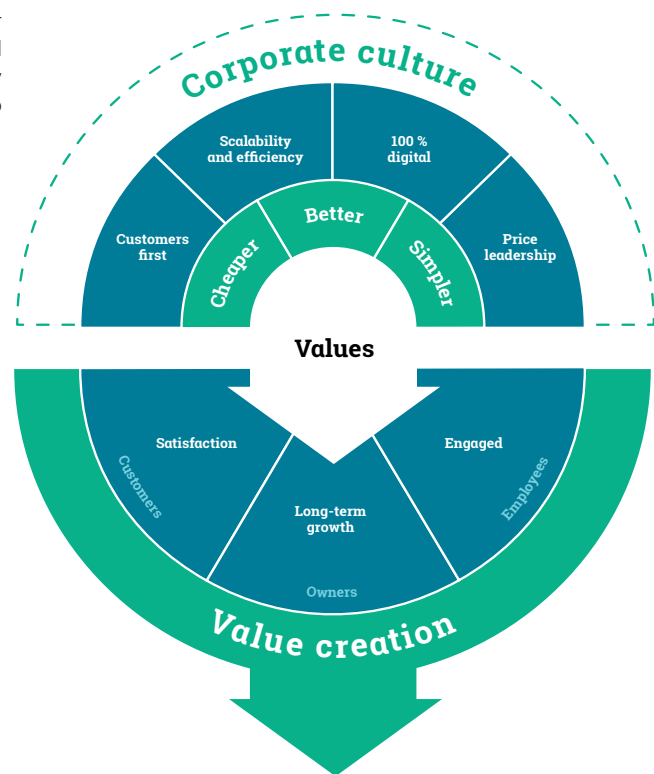 Corporate culture
Scalability
and efficiency
100 %
digital
Customers
first
Price
leadership
Cheaper
Better
Simpler
Values
Satisfaction
Customers
Engaged
Employees
Long-term
growth
Owners
Value creation